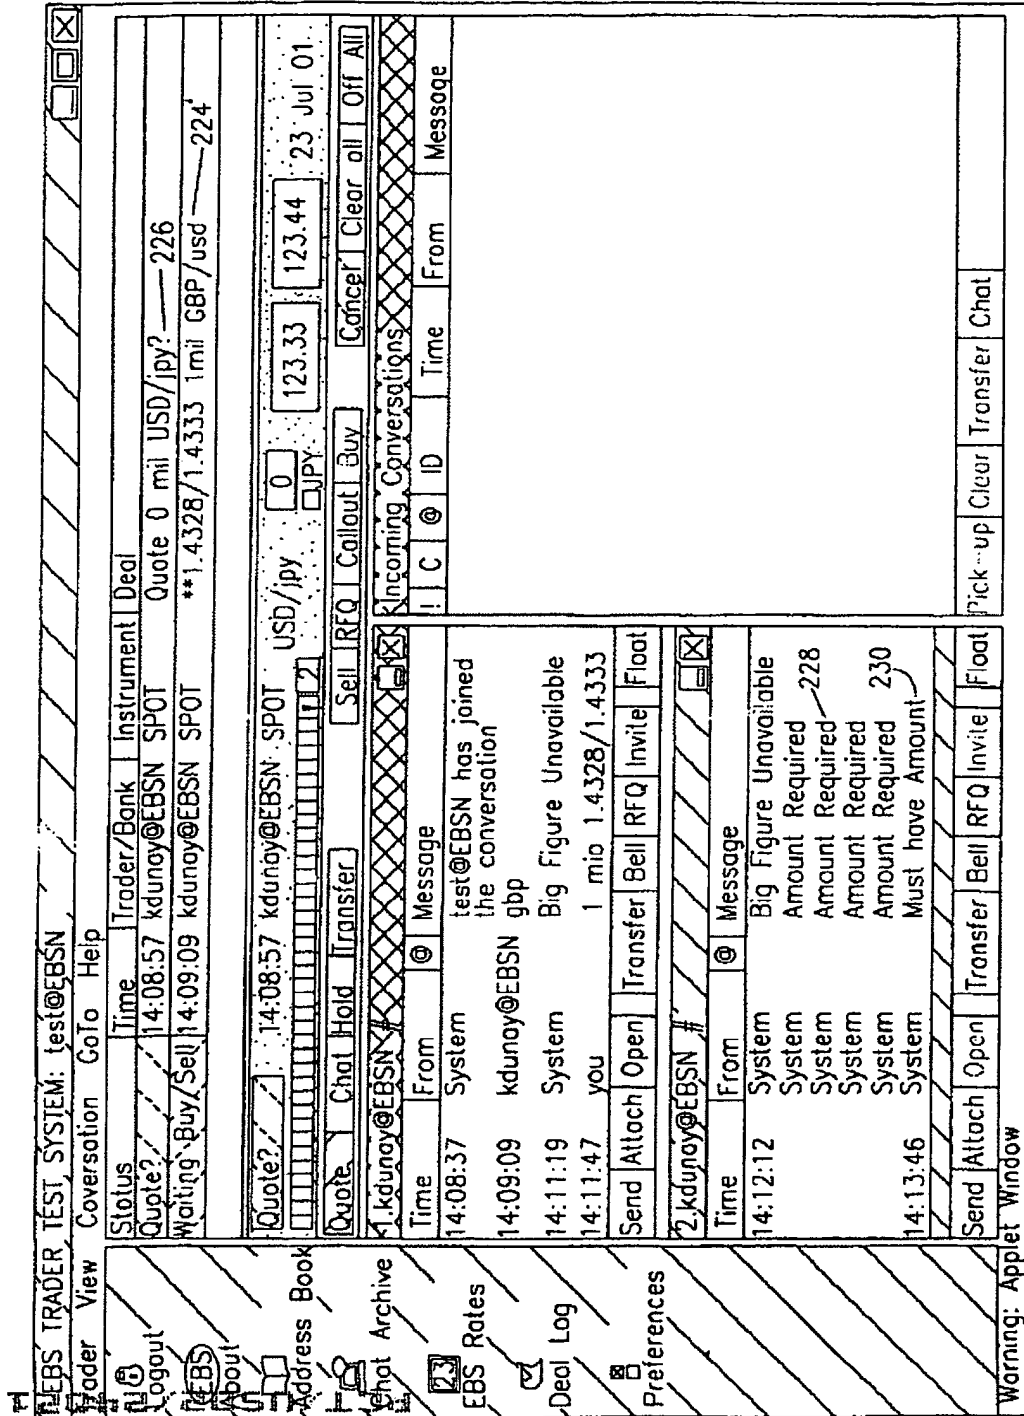 EBS TRADER TEST SYSTEM: test@EBSN
Trader View Coversation GoTo Help
Logout
EBS
About
Address Book
Chat Archive
23
EBS Rates
Deal Log
Preferences
Status Time Trader/Bank Instrument Deal
Quote? 14:08:57 kdunay@EBSN SPOT Quote 0 mil USD/jpy? 226
Waiting Buy/Sell 14:09:09 kdunay@EBSN SPOT **1.4328/1.4333 1mil GBP/usd 224'
Quote? 14:08:57 kdunay@EBSN SPOT USD/jpy 0 123.33 123.44 23 Jul 01
2 JPY
Quote Chat Hold Transfer Sell RFQ Callout Buy Cancel Clear all Off All
1.kdunay@EBSN #
Time From @ Message
14:08:37 System test@EBSN has joined
the conversation
14:09:09 kdunay@EBSN gbp
14:11:19 System Big Figure Unavailable
14:11:47 you 1 mio 1.4328/1.4333
Send Attach Open Transfer Bell RFQ Invite Float
2.kdunay@EBSN #
Time From @ Message
14:12:12 System Big Figure Unavailable
System Amount Required
System Amount Required 228
System Amount Required
System Amount Required 230
14:13:46 System Must have Amount
Send Attach Open Transfer Bell RFQ Invite Float
Incoming Conversations
! C @ ID Time From Message
Pick-up Clear Transfer Chat
Warning: Applet Window